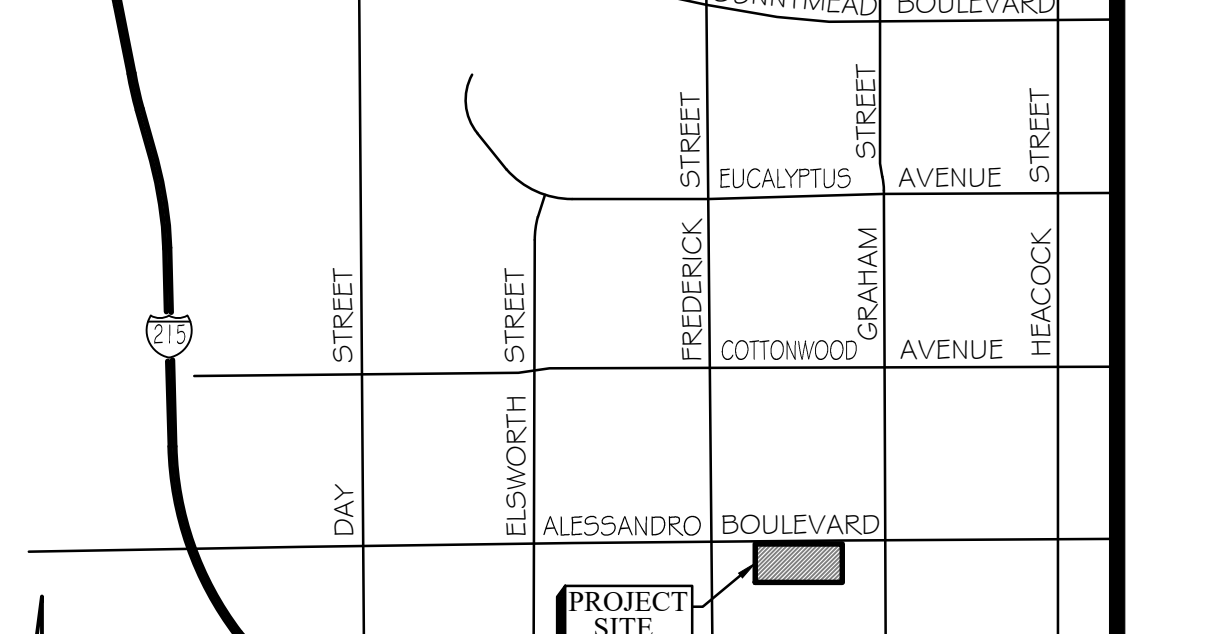 SUNNYMEAD BOULEVARD
STREET
STREET
STREET
EUCALYPTUS AVENUE
FREDERICK
GRAHAM
HEACOCK
STREET
STREET
215
COTTONWOOD AVENUE
DAY
ELSWORTH
ALESSANDRO BOULEVARD
PROJECT
SITE